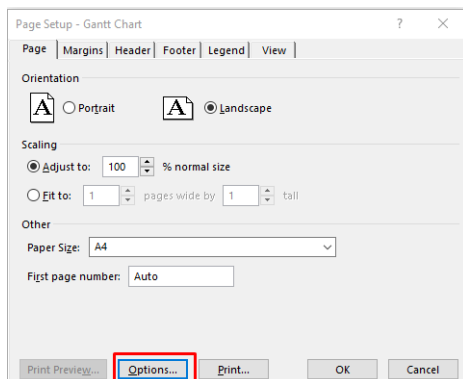 Page Setup - Gantt Chart ? ×
Page Margins Header Footer Legend View
Orientation
A Portrait A Landscape
Scaling
Adjust to: 100 % normal size
Fit to: 1 pages wide by 1 tall
Other
Paper Size: A4
First page number: Auto
Print Preview... Options... Print... OK Cancel